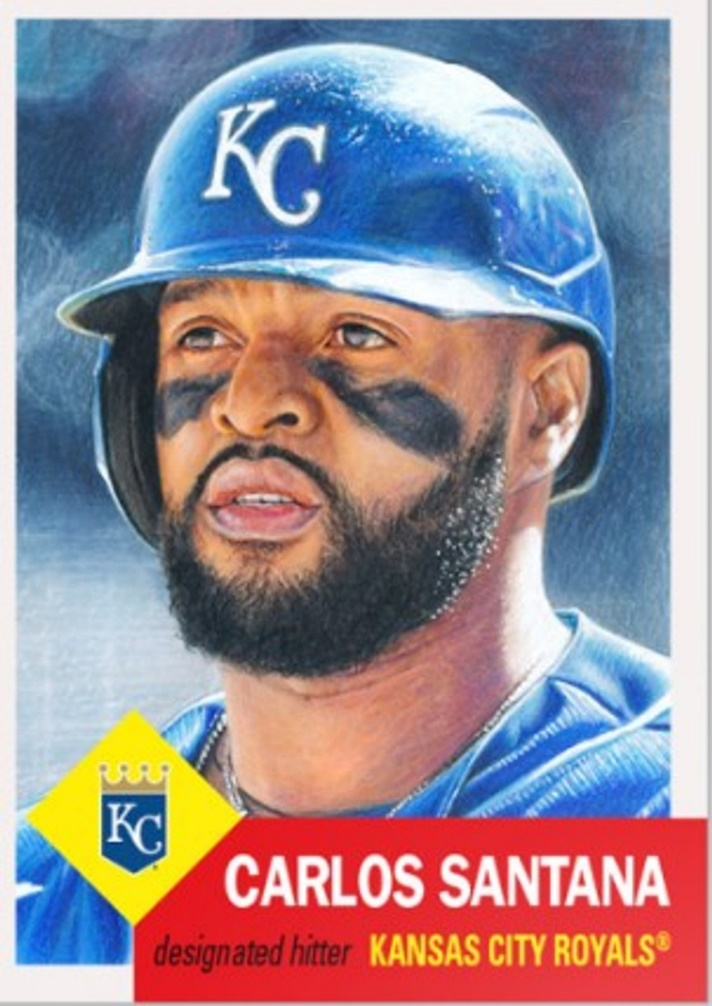 KC
KC
CARLOS SANTANA
designated hitter KANSAS CITY ROYALS®